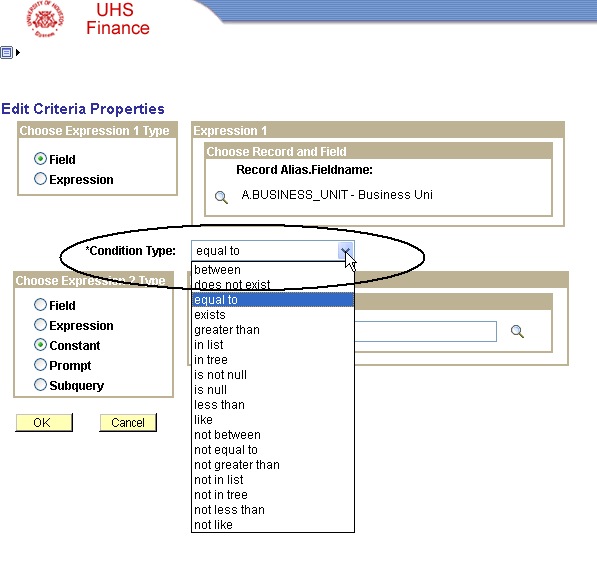 UHS
Finance
Edit Criteria Properties
Choose Expression 1 Type
Field
Expression
Expression 1
Choose Record and Field
Record Alias.Fieldname:
A.BUSINESS_UNIT - Business Uni
*Condition Type:
equal to
between
does not exist
equal to
exists
greater than
in list
in tree
is not null
is null
less than
like
not between
not equal to
not greater than
not in list
not in tree
not less than
not like
Choose Expression 2 Type
Field
Expression
Constant
Prompt
Subquery
OK
Cancel